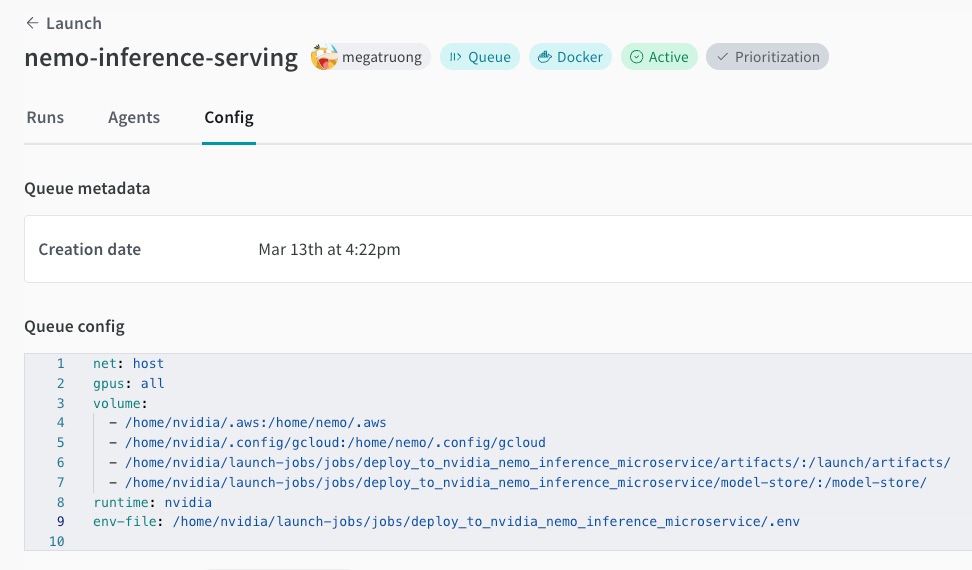 ← Launch
nemo-inference-serving megatruong Queue Docker Active Prioritization
Runs Agents Config
Queue metadata
Creation date Mar 13th at 4:22pm
Queue config
1 net: host
2 gpus: all
3 volume:
4 - /home/nvidia/.aws:/home/nemo/.aws
5 - /home/nvidia/.config/gcloud:/home/nemo/.config/gcloud
6 - /home/nvidia/launch-jobs/jobs/deploy_to_nvidia_nemo_inference_microservice/artifacts/:/launch/artifacts/
7 - /home/nvidia/launch-jobs/jobs/deploy_to_nvidia_nemo_inference_microservice/model-store/:/model-store/
8 runtime: nvidia
9 env-file: /home/nvidia/launch-jobs/jobs/deploy_to_nvidia_nemo_inference_microservice/.env
10